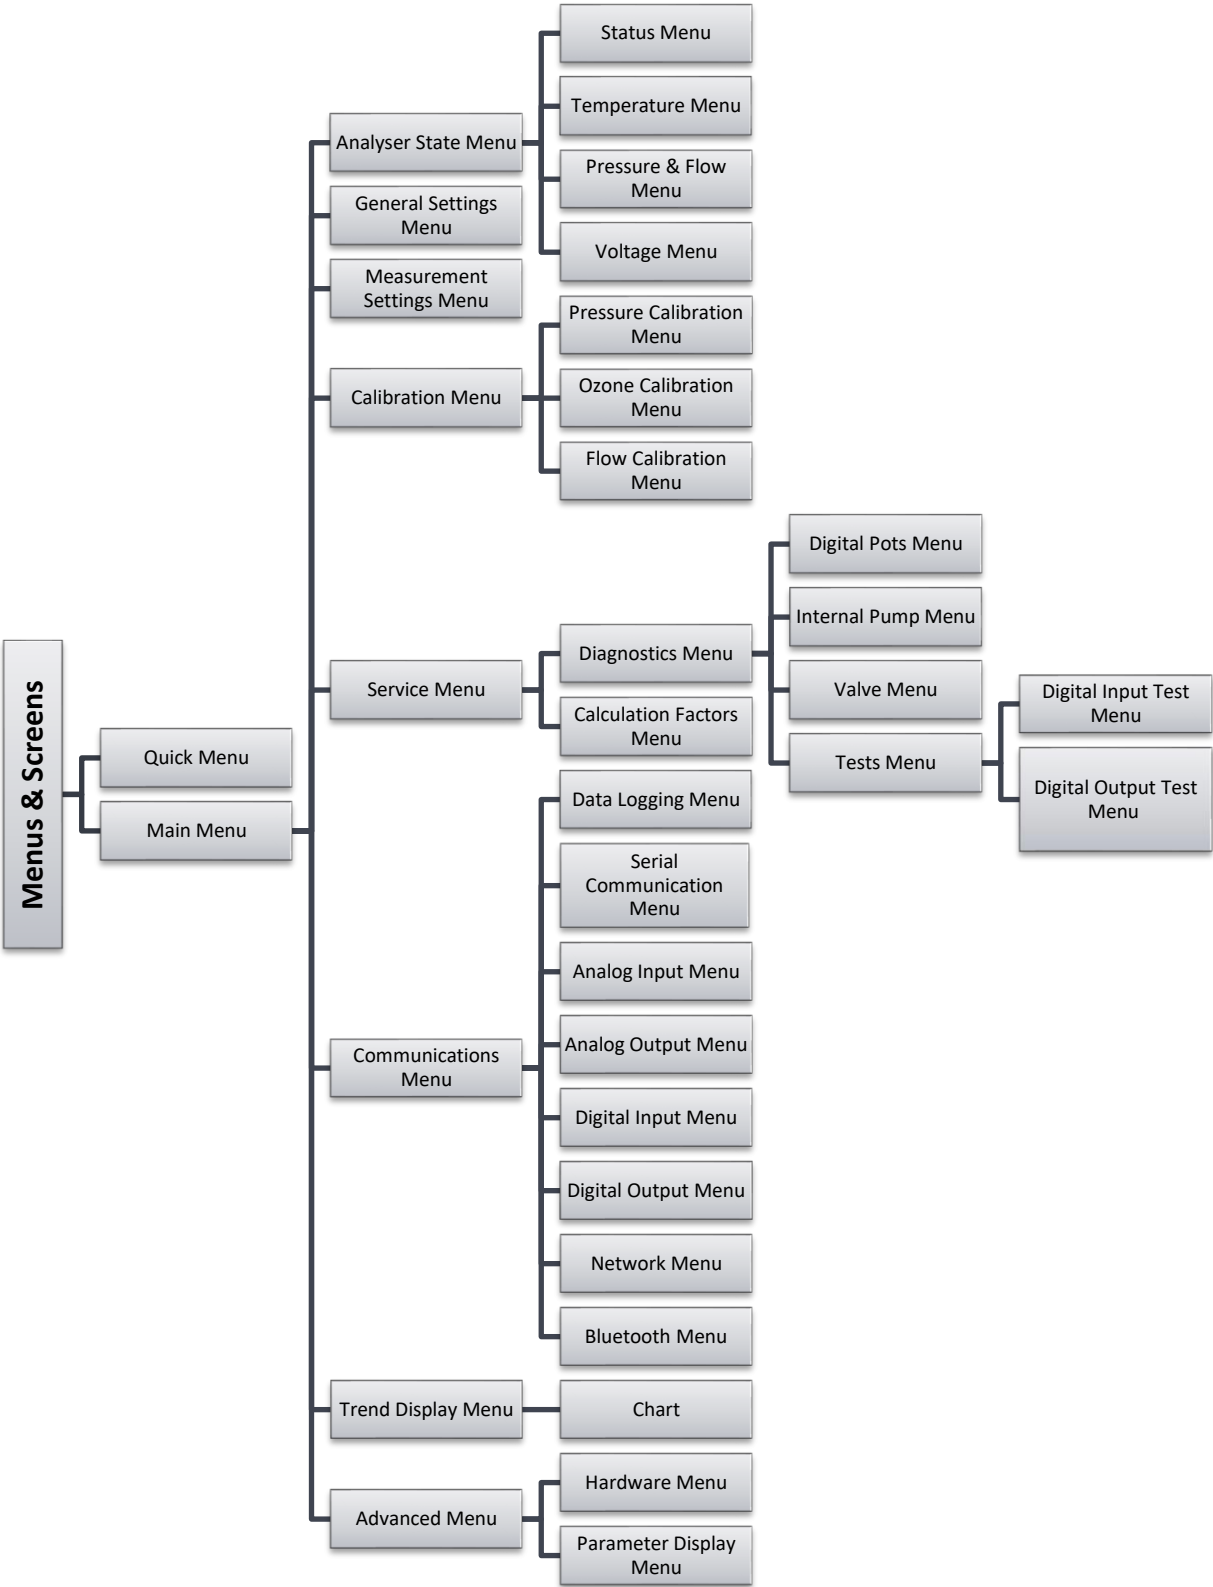 Menus & Screens
Quick Menu
Main Menu
Analyser State Menu
Status Menu
Temperature Menu
Pressure & Flow
Menu
Voltage Menu
General Settings
Menu
Measurement
Settings Menu
Calibration Menu
Pressure Calibration
Menu
Ozone Calibration
Menu
Flow Calibration
Menu
Service Menu
Diagnostics Menu
Digital Pots Menu
Internal Pump Menu
Valve Menu
Tests Menu
Digital Input Test
Menu
Digital Output Test
Menu
Calculation Factors
Menu
Communications
Menu
Data Logging Menu
Serial
Communication
Menu
Analog Input Menu
Analog Output Menu
Digital Input Menu
Digital Output Menu
Network Menu
Bluetooth Menu
Trend Display Menu
Chart
Advanced Menu
Hardware Menu
Parameter Display
Menu